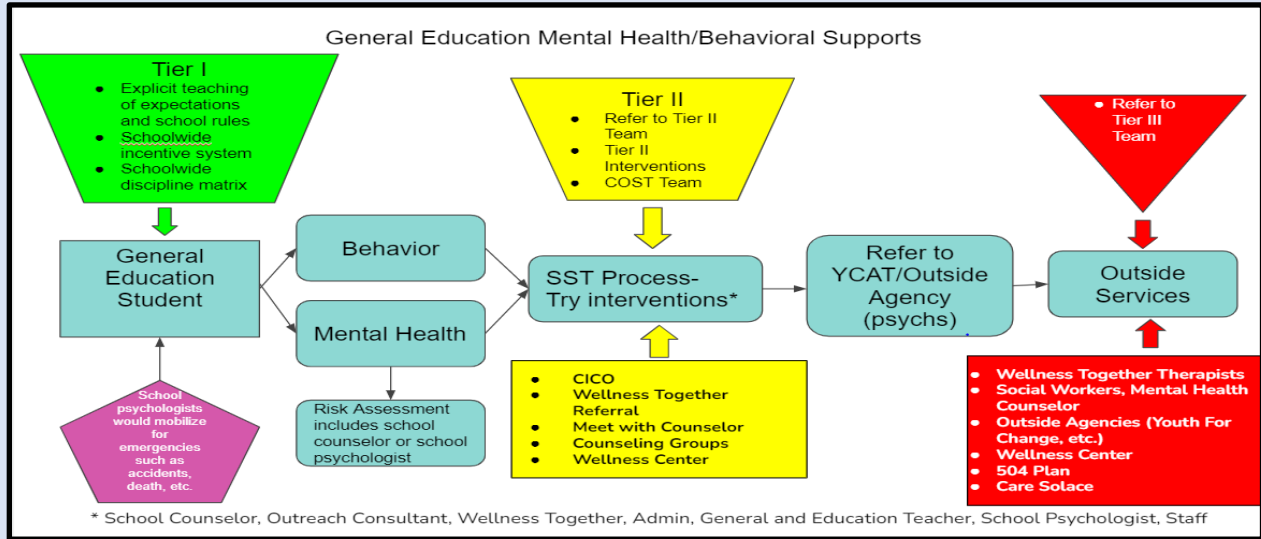 General Education Mental Health/Behavioral Supports
Tier I
● Explicit teaching
of expectations
and school rules
● Schoolwide
incentive system
● Schoolwide
discipline matrix
Tier II
● Refer to Tier II
Team
● Tier II
Interventions
● COST Team
● Refer to
Tier III
Team
General
Education
Student
Behavior
Mental Health
SST Process-
Try interventions*
Refer to
YCAT/Outside
Agency
(psychs)
Outside
Services
School
psychologists
would mobilize
for
emergencies
such as
accidents,
death, etc.
Risk Assessment
includes school
counselor or school
psychologist
● CICO
● Wellness Together
Referral
● Meet with Counselor
● Counseling Groups
● Wellness Center
● Wellness Together Therapists
● Social Workers, Mental Health
Counselor
● Outside Agencies (Youth For
Change, etc.)
● Wellness Center
● 504 Plan
● Care Solace
* School Counselor, Outreach Consultant, Wellness Together, Admin, General and Education Teacher, School Psychologist, Staff